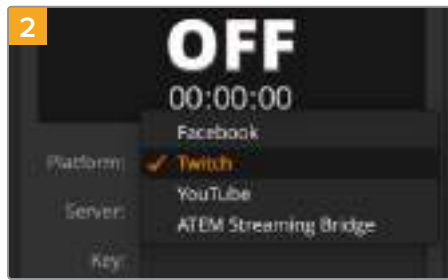 2
OFF
00:00:00
Facebook
Platform: ✓ Twitch
YouTube
Server:
ATEM Streaming Bridge
Key: